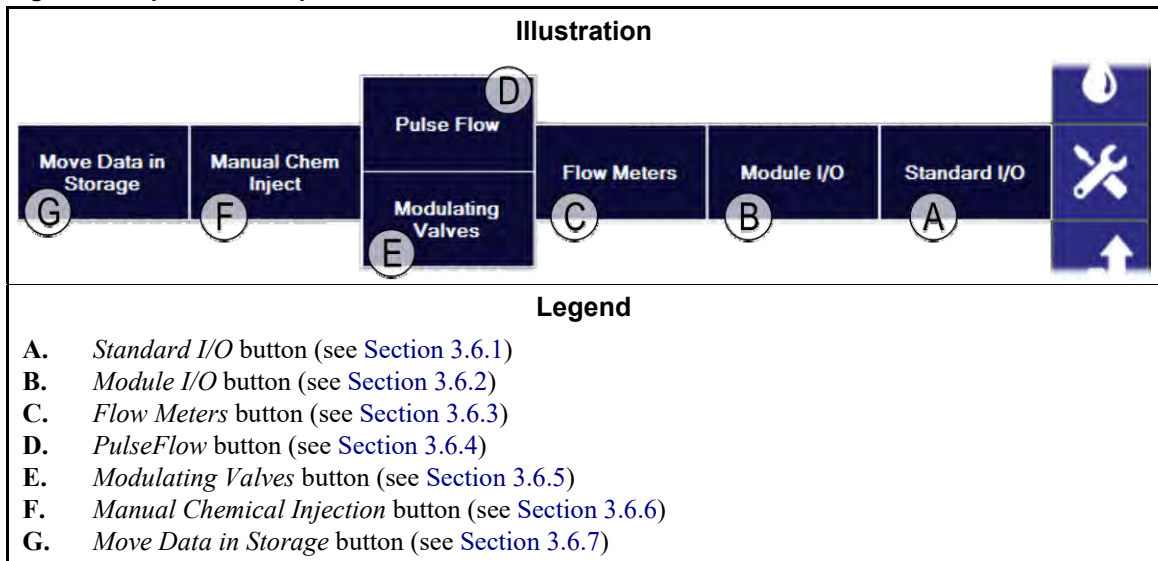 Illustration
Pulse Flow
D
Move Data in
Storage
G
Manual Chem
Inject
F
Modulating
Valves
E
Flow Meters
C
Module I/O
B
Standard I/O
A
Legend
A. Standard I/O button (see Section 3.6.1)
B. Module I/O button (see Section 3.6.2)
C. Flow Meters button (see Section 3.6.3)
D. PulseFlow button (see Section 3.6.4)
E. Modulating Valves button (see Section 3.6.5)
F. Manual Chemical Injection button (see Section 3.6.6)
G. Move Data in Storage button (see Section 3.6.7)